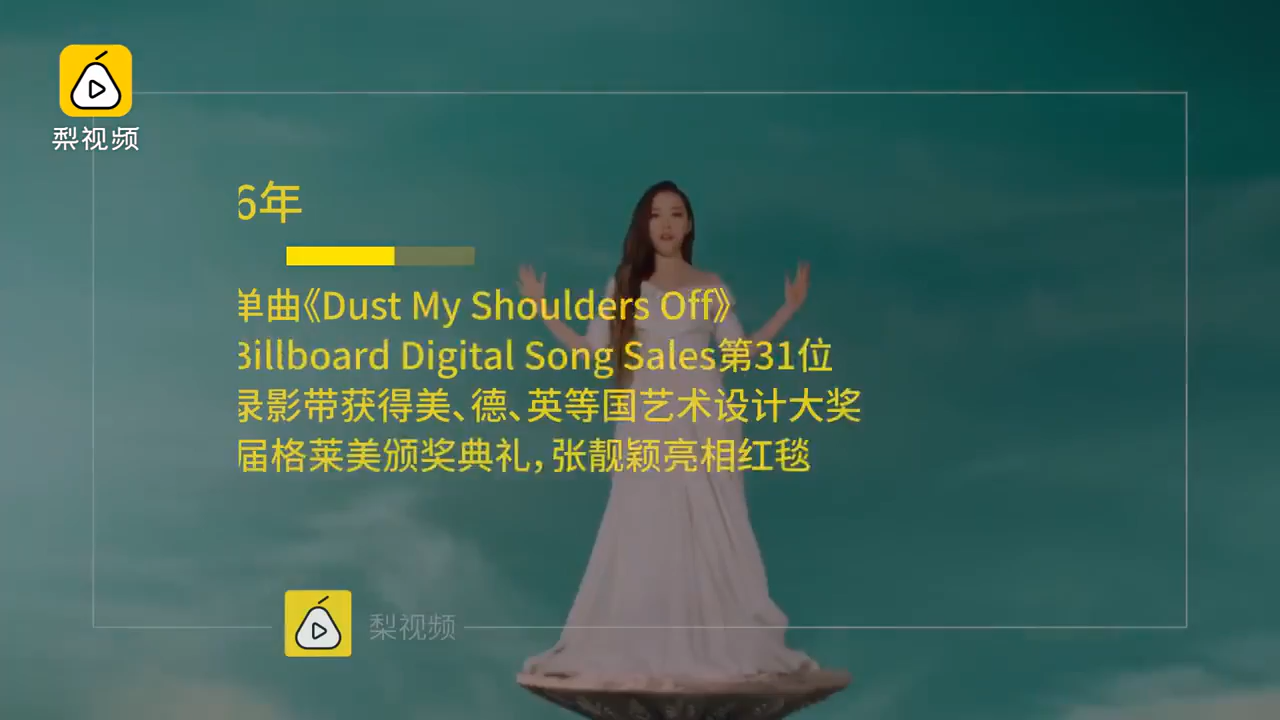 梨视频
6年
单曲《Dust My Shoulders Off》
Billboard Digital Song Sales第31位
录影带获得美、德、英等国艺术设计大奖
届格莱美颁奖典礼，张靓颖亮相红毯
梨视频